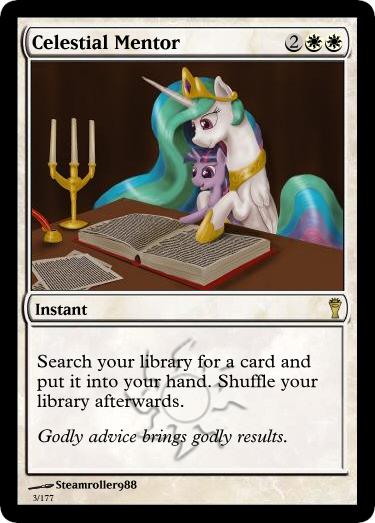 Celestial Mentor 2
Instant
Search your library for a card and
put it into your hand. Shuffle your
library afterwards.
Godly advice brings godly results.
Steamroller988
3/177